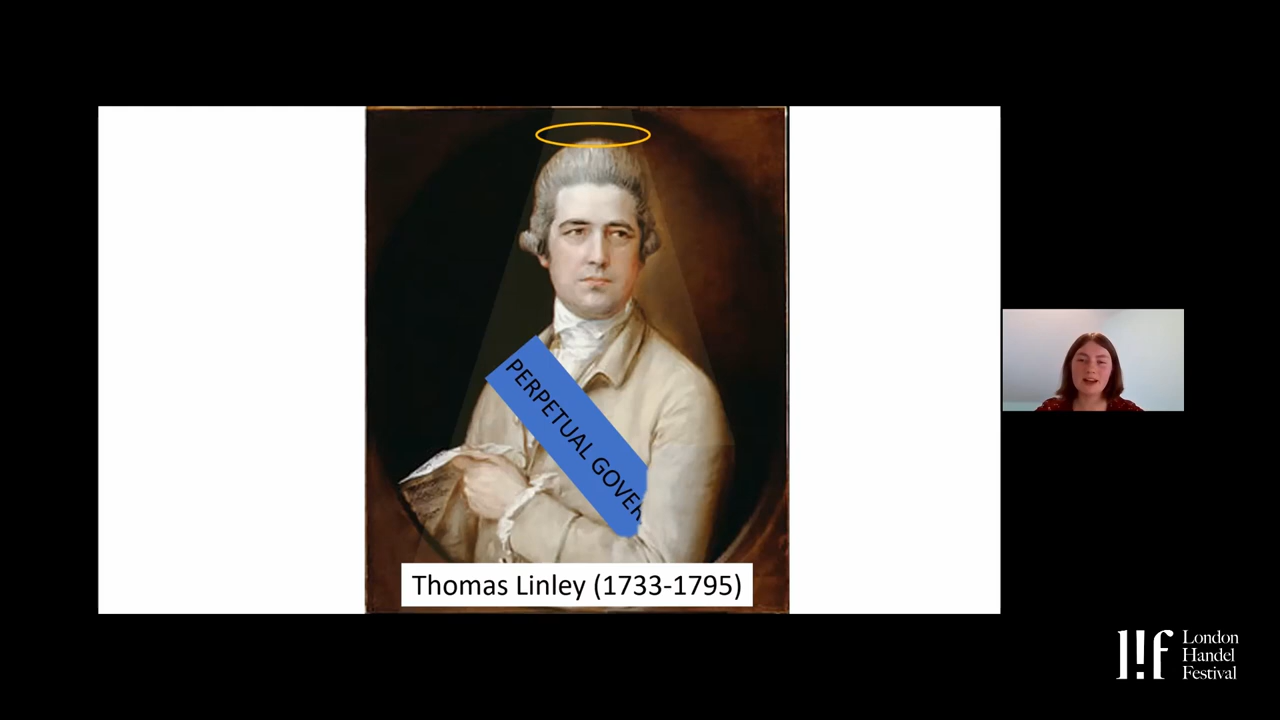 PERPETUAL GOVER
Thomas Linley (1733-1795)
London
Handel
Festival